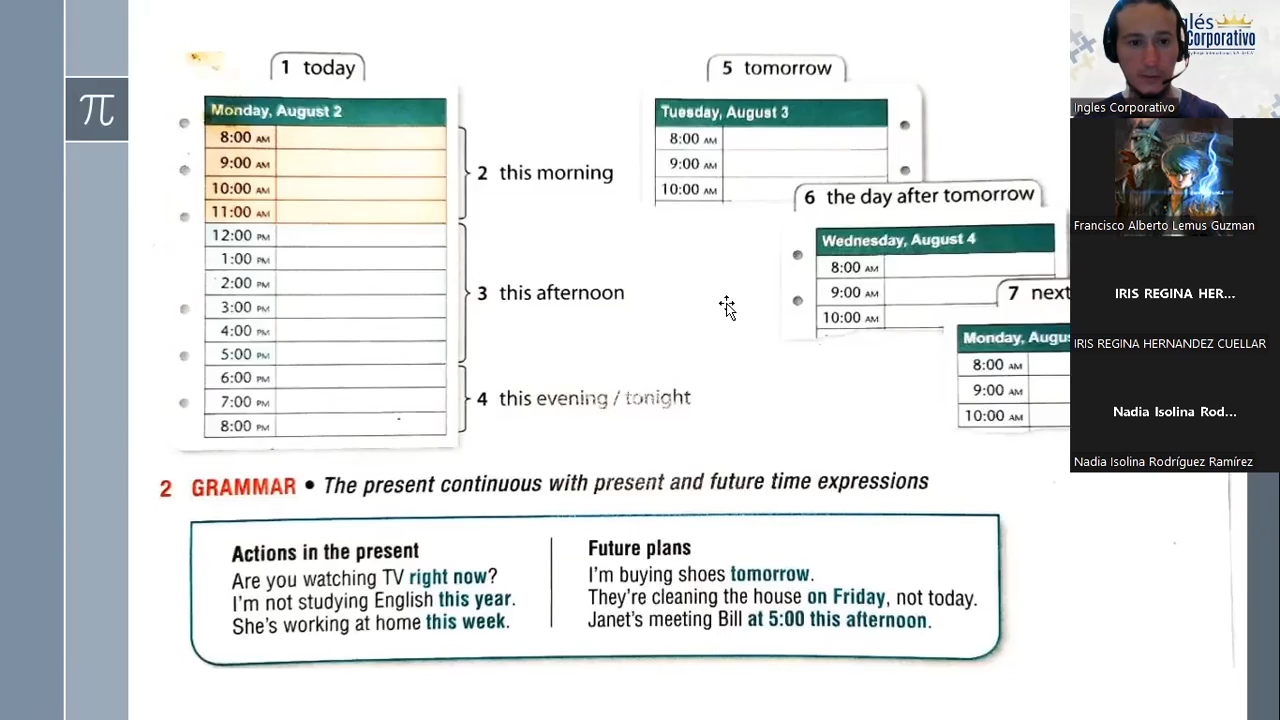 1 today
Monday, August 2
8:00 AM
9:00 AM
10:00 AM
11:00 AM
12:00 PM
1:00 PM
2:00 PM
3:00 PM
4:00 PM
5:00 PM
6:00 PM
7:00 PM
8:00 PM
2 this morning
3 this afternoon
4 this evening / tonight
5 tomorrow
Tuesday, August 3
8:00 AM
9:00 AM
10:00 AM
6 the day after tomorrow
Wednesday, August 4
8:00 AM
9:00 AM
10:00 AM
7 next
Monday, Augu
8:00 AM
9:00 AM
10:00 AM
2 GRAMMAR • The present continuous with present and future time expressions
Actions in the present
Are you watching TV right now?
I'm not studying English this year.
She's working at home this week.
Future plans
I'm buying shoes tomorrow.
They're cleaning the house on Friday, not today.
Janet's meeting Bill at 5:00 this afternoon.
π
glés
Corporativo
Ingles Corporativo
Francisco Alberto Lemus Guzman
IRIS REGINA HER...
IRIS REGINA HERNANDEZ CUELLAR
Nadia Isolina Rod...
Nadia Isolina Rodríguez Ramírez